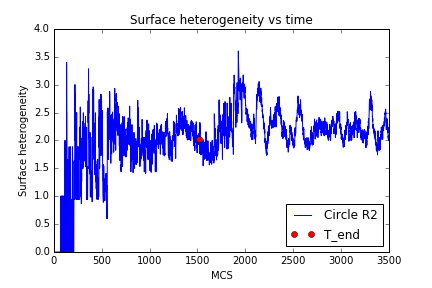 Surface heterogeneity vs time
4.0
3.5
3.0
2.5
2.0
1.5
1.0
0.5
0.0
Surface heterogeneity
Circle R2
T_end
0 500 1000 1500 2000 2500 3000 3500
MCS